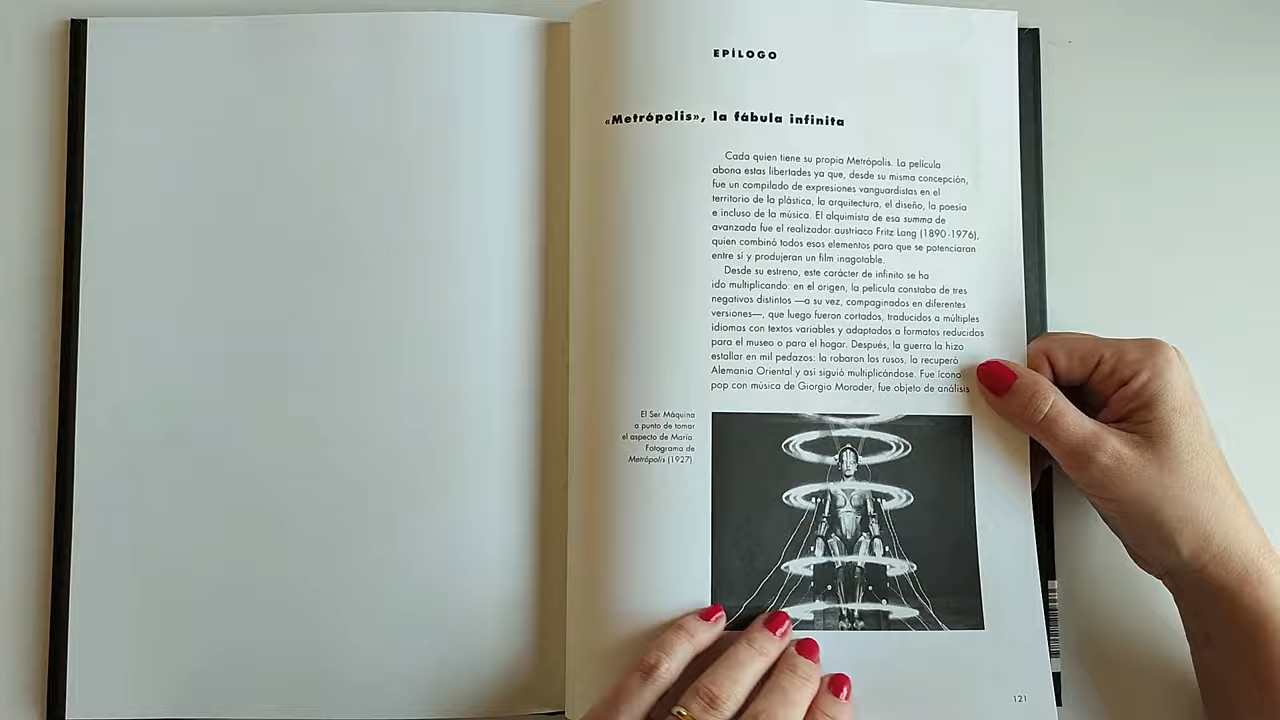 EPÍLOGO
«Metrópolis», la fábula infinita
Cada quien tiene su propia Metrópolis. La película
abona estas libertades ya que, desde su misma concepción,
fue un compilado de expresiones vanguardistas en el
territorio de la plástica, la arquitectura, el diseño, la poesía
e incluso de la música. El alquimista de esa summa de
avanzada fue el realizador austríaco Fritz Lang (1890-1976),
quien combinó todos esos elementos para que se potenciaran
entre sí y produjeran un film inagotable.
Desde su estreno, este carácter de infinito se ha
ido multiplicando: en el origen, la película constaba de tres
negativos distintos —a su vez, compaginados en diferentes
versiones—, que luego fueron cortados, traducidos a múltiples
idiomas con textos variables y adaptados a formatos reducidos
para el museo o para el hogar. Después, la guerra la hizo
estallar en mil pedazos: la robaron los rusos, la recuperó
Alemania Oriental y así siguió multiplicándose. Fue ícono
pop con música de Giorgio Moroder, fue objeto de análisis
El Ser Máquina
a punto de tomar
el aspecto de María.
Fotograma de
Metrópolis (1927).
121